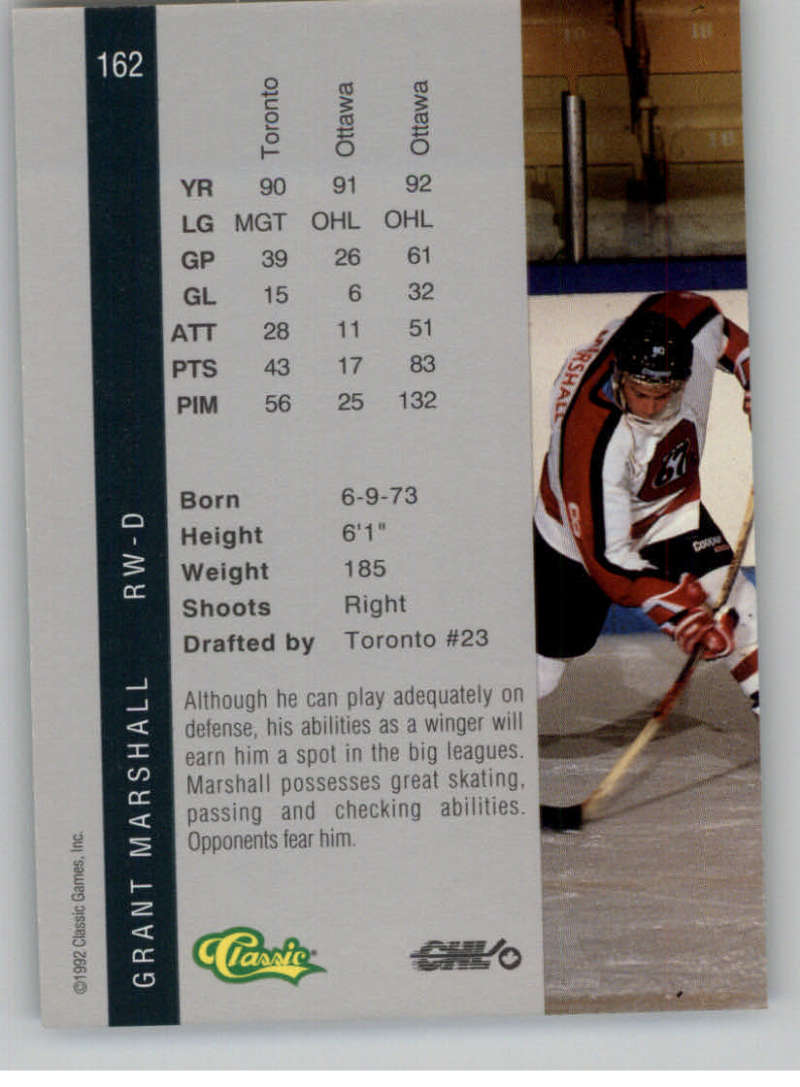 162
Toronto Ottawa Ottawa
YR 90 91 92
LG MGT OHL OHL
GP 39 26 61
GL 15 6 32
ATT 28 11 51
PTS 43 17 83
PIM 56 25 132
Born 6-9-73
Height 6'1"
Weight 185
Shoots Right
Drafted by Toronto #23
Although he can play adequately on
defense, his abilities as a winger will
earn him a spot in the big leagues.
Marshall possesses great skating,
passing and checking abilities.
Opponents fear him.
GRANT MARSHALL RW-D
©1992 Classic Games, Inc.
Classic
CHL
MARSHALL
67
8
Cooper